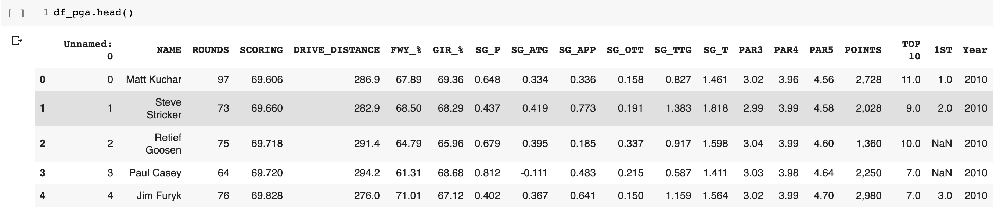 [ ] 1 df_pga.head()
Unnamed: 0 NAME ROUNDS SCORING DRIVE_DISTANCE FWY_% GIR_% SG_P SG_ATG SG_APP SG_OTT SG_TTG SG_T PAR3 PAR4 PAR5 POINTS TOP 10 1ST Year
0 0 Matt Kuchar 97 69.606 286.9 67.89 69.36 0.648 0.334 0.336 0.158 0.827 1.461 3.02 3.96 4.56 2,728 11.0 1.0 2010
1 1 Steve Stricker 73 69.660 282.9 68.50 68.29 0.437 0.419 0.773 0.191 1.383 1.818 2.99 3.99 4.58 2,028 9.0 2.0 2010
2 2 Retief Goosen 75 69.718 291.4 64.79 65.96 0.679 0.395 0.185 0.337 0.917 1.598 3.04 3.99 4.60 1,360 10.0 NaN 2010
3 3 Paul Casey 64 69.720 294.2 61.31 68.68 0.812 -0.111 0.483 0.215 0.587 1.411 3.03 3.98 4.64 2,250 7.0 NaN 2010
4 4 Jim Furyk 76 69.828 276.0 71.01 67.12 0.402 0.367 0.641 0.150 1.159 1.564 3.02 3.99 4.70 2,980 7.0 3.0 2010